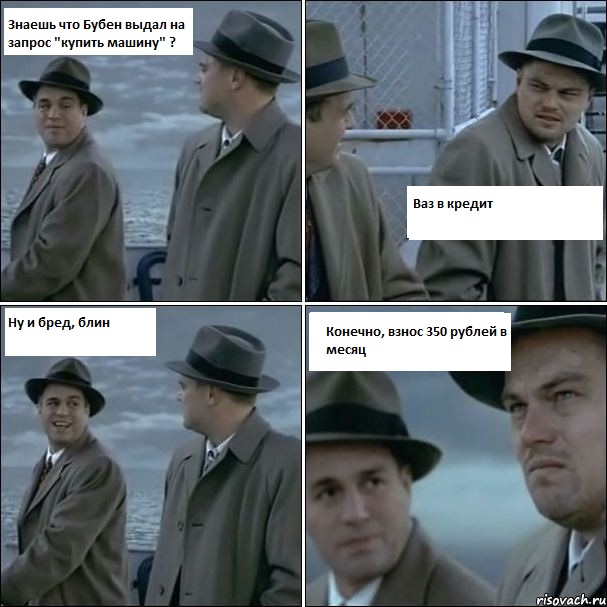 Знаешь что Бубен выдал на
запрос "купить машину" ?
Ваз в кредит
Ну и бред, блин
Конечно, взнос 350 рублей в
месяц
risovach.ru